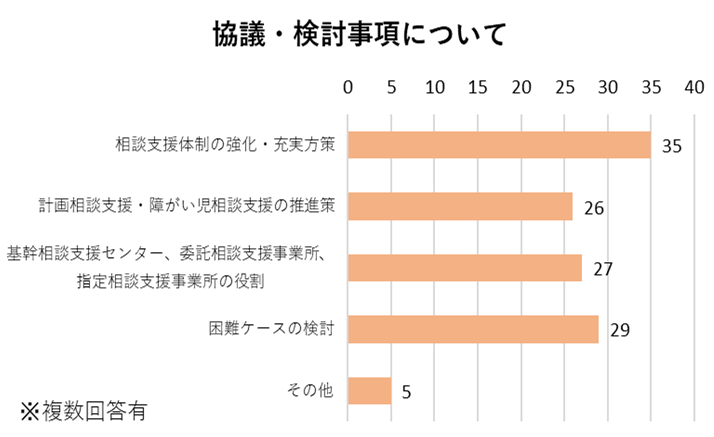 協議・検討事項について
0 5 10 15 20 25 30 35 40
相談支援体制の強化・充実方策 35
計画相談支援・障がい児相談支援の推進策 26
基幹相談支援センター、委託相談支援事業所、
指定相談支援事業所の役割 27
困難ケースの検討 29
その他 5
※複数回答有